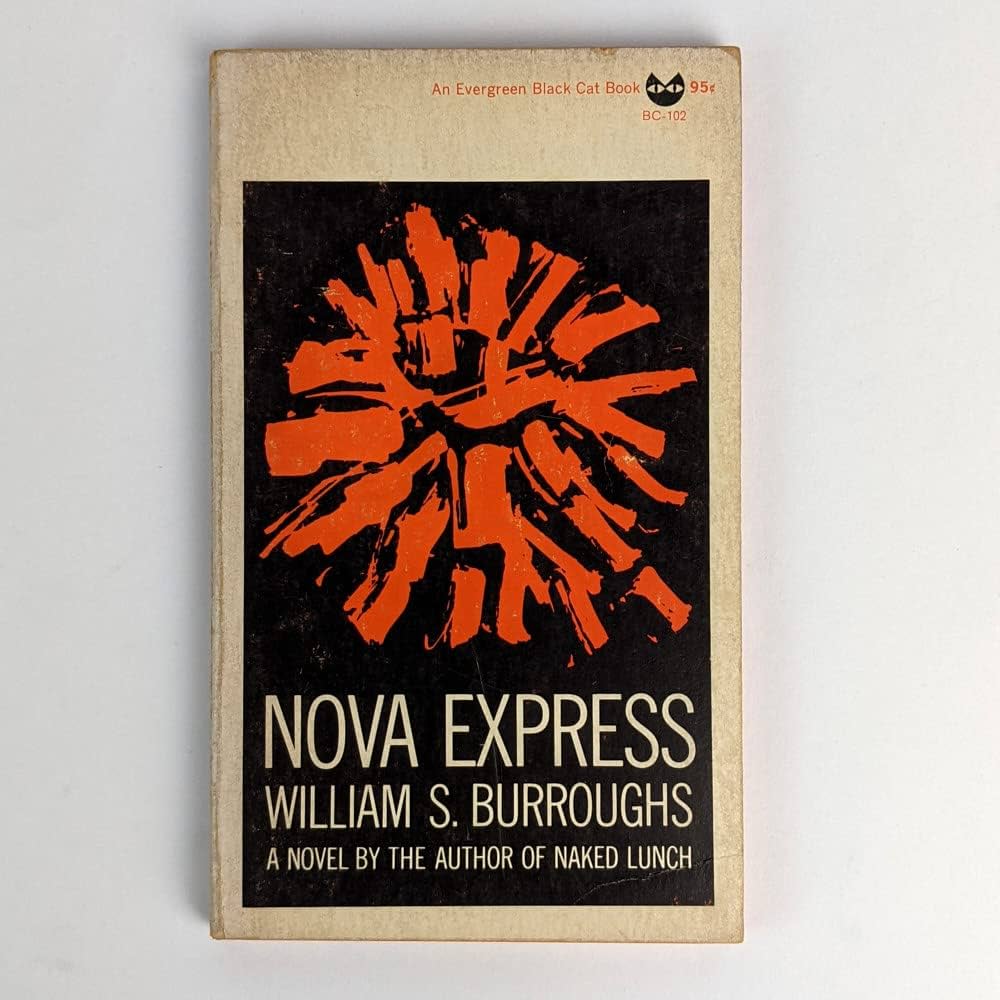 An Evergreen Black Cat Book 95¢
BC-102
NOVA EXPRESS
WILLIAM S. BURROUGHS
A NOVEL BY THE AUTHOR OF NAKED LUNCH